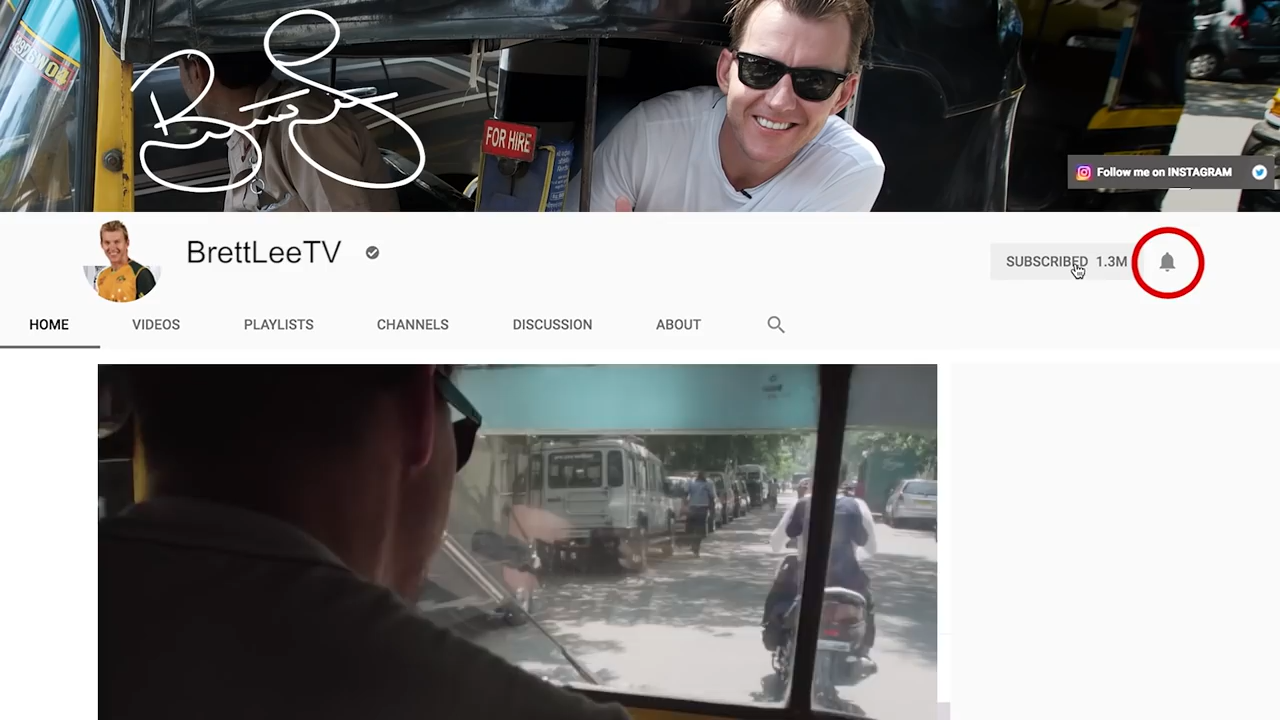 FOR HIRE
Follow me on INSTAGRAM
BrettLeeTV
SUBSCRIBED 1.3M
HOME VIDEOS PLAYLISTS CHANNELS DISCUSSION ABOUT